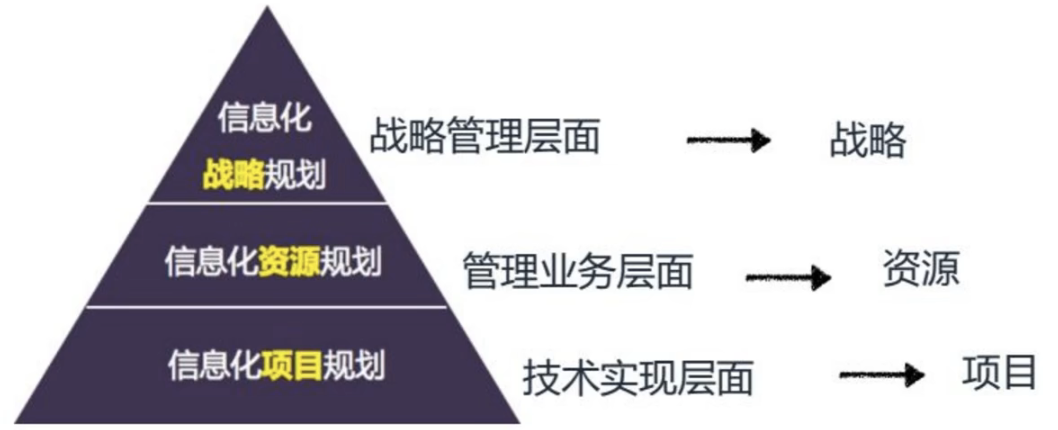 信息化
战略规划
战略管理层面
战略
信息化资源规划
管理业务层面
资源
信息化项目规划
技术实现层面
项目